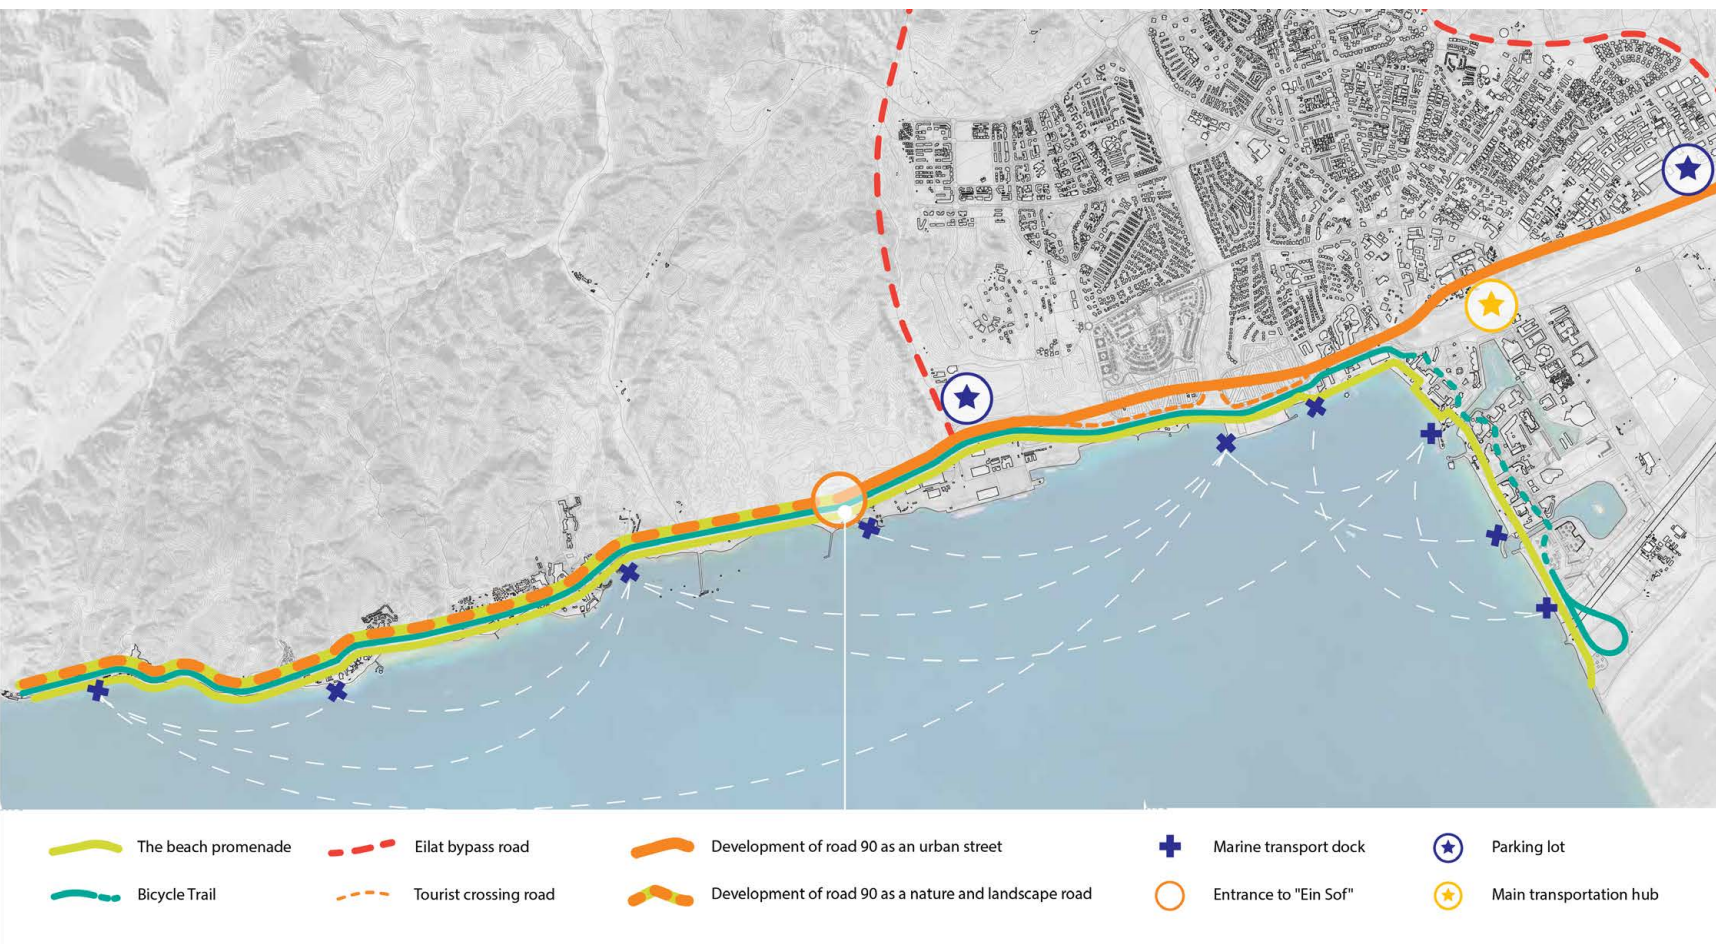 The beach promenade
Eilat bypass road
Development of road 90 as an urban street
Marine transport dock
Parking lot
Bicycle Trail
Tourist crossing road
Development of road 90 as a nature and landscape road
Entrance to "Ein Sof"
Main transportation hub